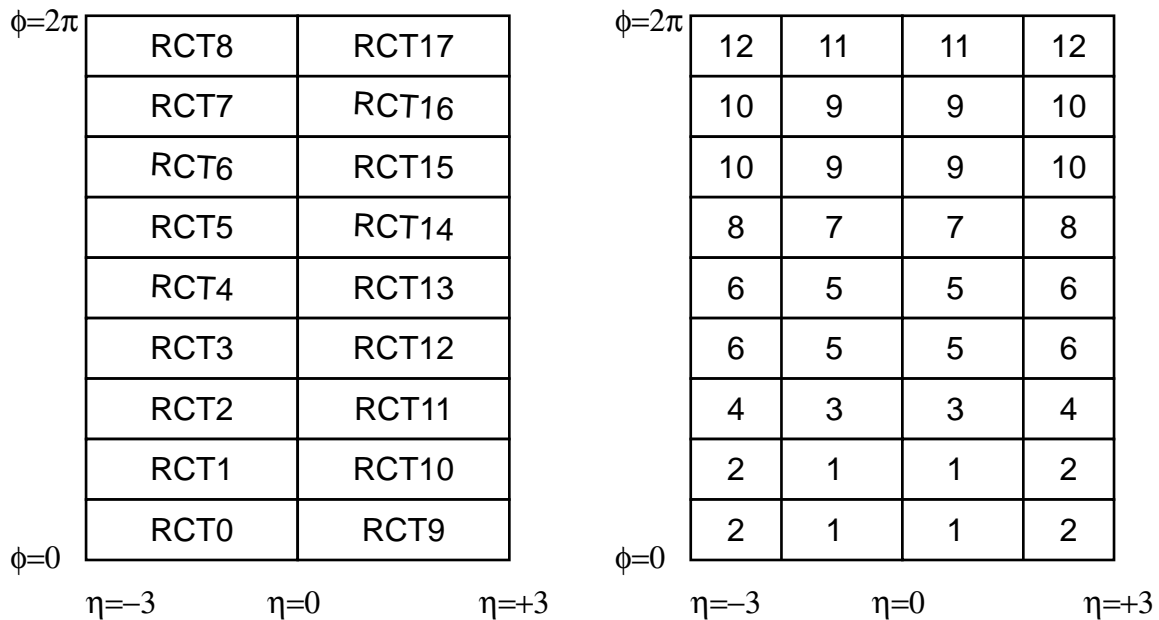 ϕ=2π RCT8 RCT17
RCT7 RCT16
RCT6 RCT15
RCT5 RCT14
RCT4 RCT13
RCT3 RCT12
RCT2 RCT11
RCT1 RCT10
RCT0 RCT9
ϕ=0
η=−3 η=0 η=+3
ϕ=2π 12 11 11 12
10 9 9 10
10 9 9 10
8 7 7 8
6 5 5 6
6 5 5 6
4 3 3 4
2 1 1 2
2 1 1 2
ϕ=0
η=−3 η=0 η=+3